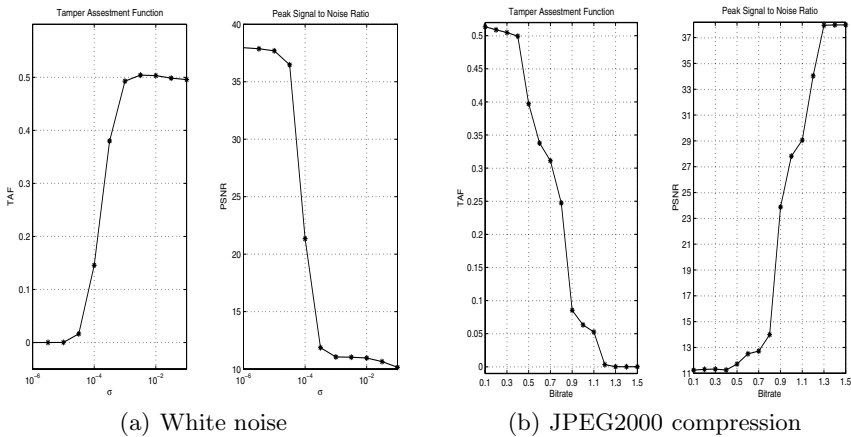 Tamper Assestment Function
0.5
0.4
0.3
0.2
0.1
0
TAF
10^-6
10^-4
10^-2
σ
Peak Signal to Noise Ratio
40
35
30
25
20
15
10
PSNR
10^-6
10^-4
10^-2
σ
(a) White noise
Tamper Assestment Function
0.5
0.45
0.4
0.35
0.3
0.25
0.2
0.15
0.1
0.05
0
TAF
0.1 0.3 0.5 0.7 0.9 1.1 1.3 1.5
Bitrate
Peak Signal to Noise Ratio
37
35
33
31
29
27
25
23
21
19
17
15
13
11
PSNR
0.1 0.3 0.5 0.7 0.9 1.1 1.3 1.5
Bitrate
(b) JPEG2000 compression